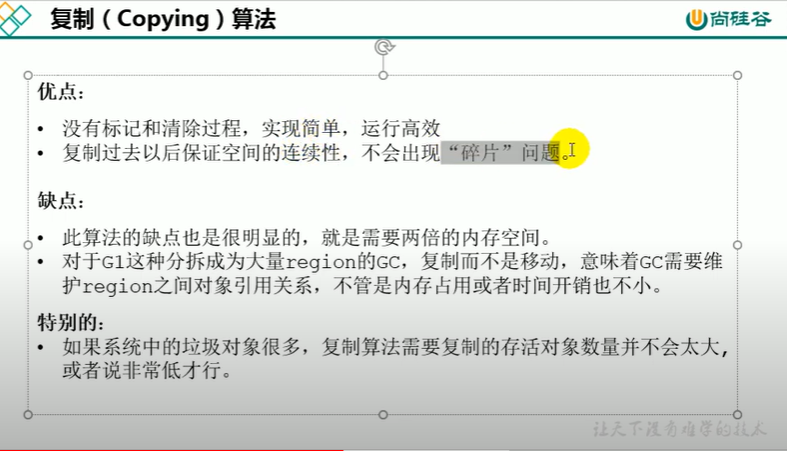 复制（Copying）算法
尚硅谷
优点：
• 没有标记和清除过程，实现简单，运行高效
• 复制过去以后保证空间的连续性，不会出现“碎片”问题。
缺点：
• 此算法的缺点也是很明显的，就是需要两倍的内存空间。
• 对于G1这种分拆成为大量region的GC，复制而不是移动，意味着GC需要维
护region之间对象引用关系，不管是内存占用或者时间开销也不小。
特别的：
• 如果系统中的垃圾对象很多，复制算法需要复制的存活对象数量并不会太大，
或者说非常低才行。
让天下没有难学的技术